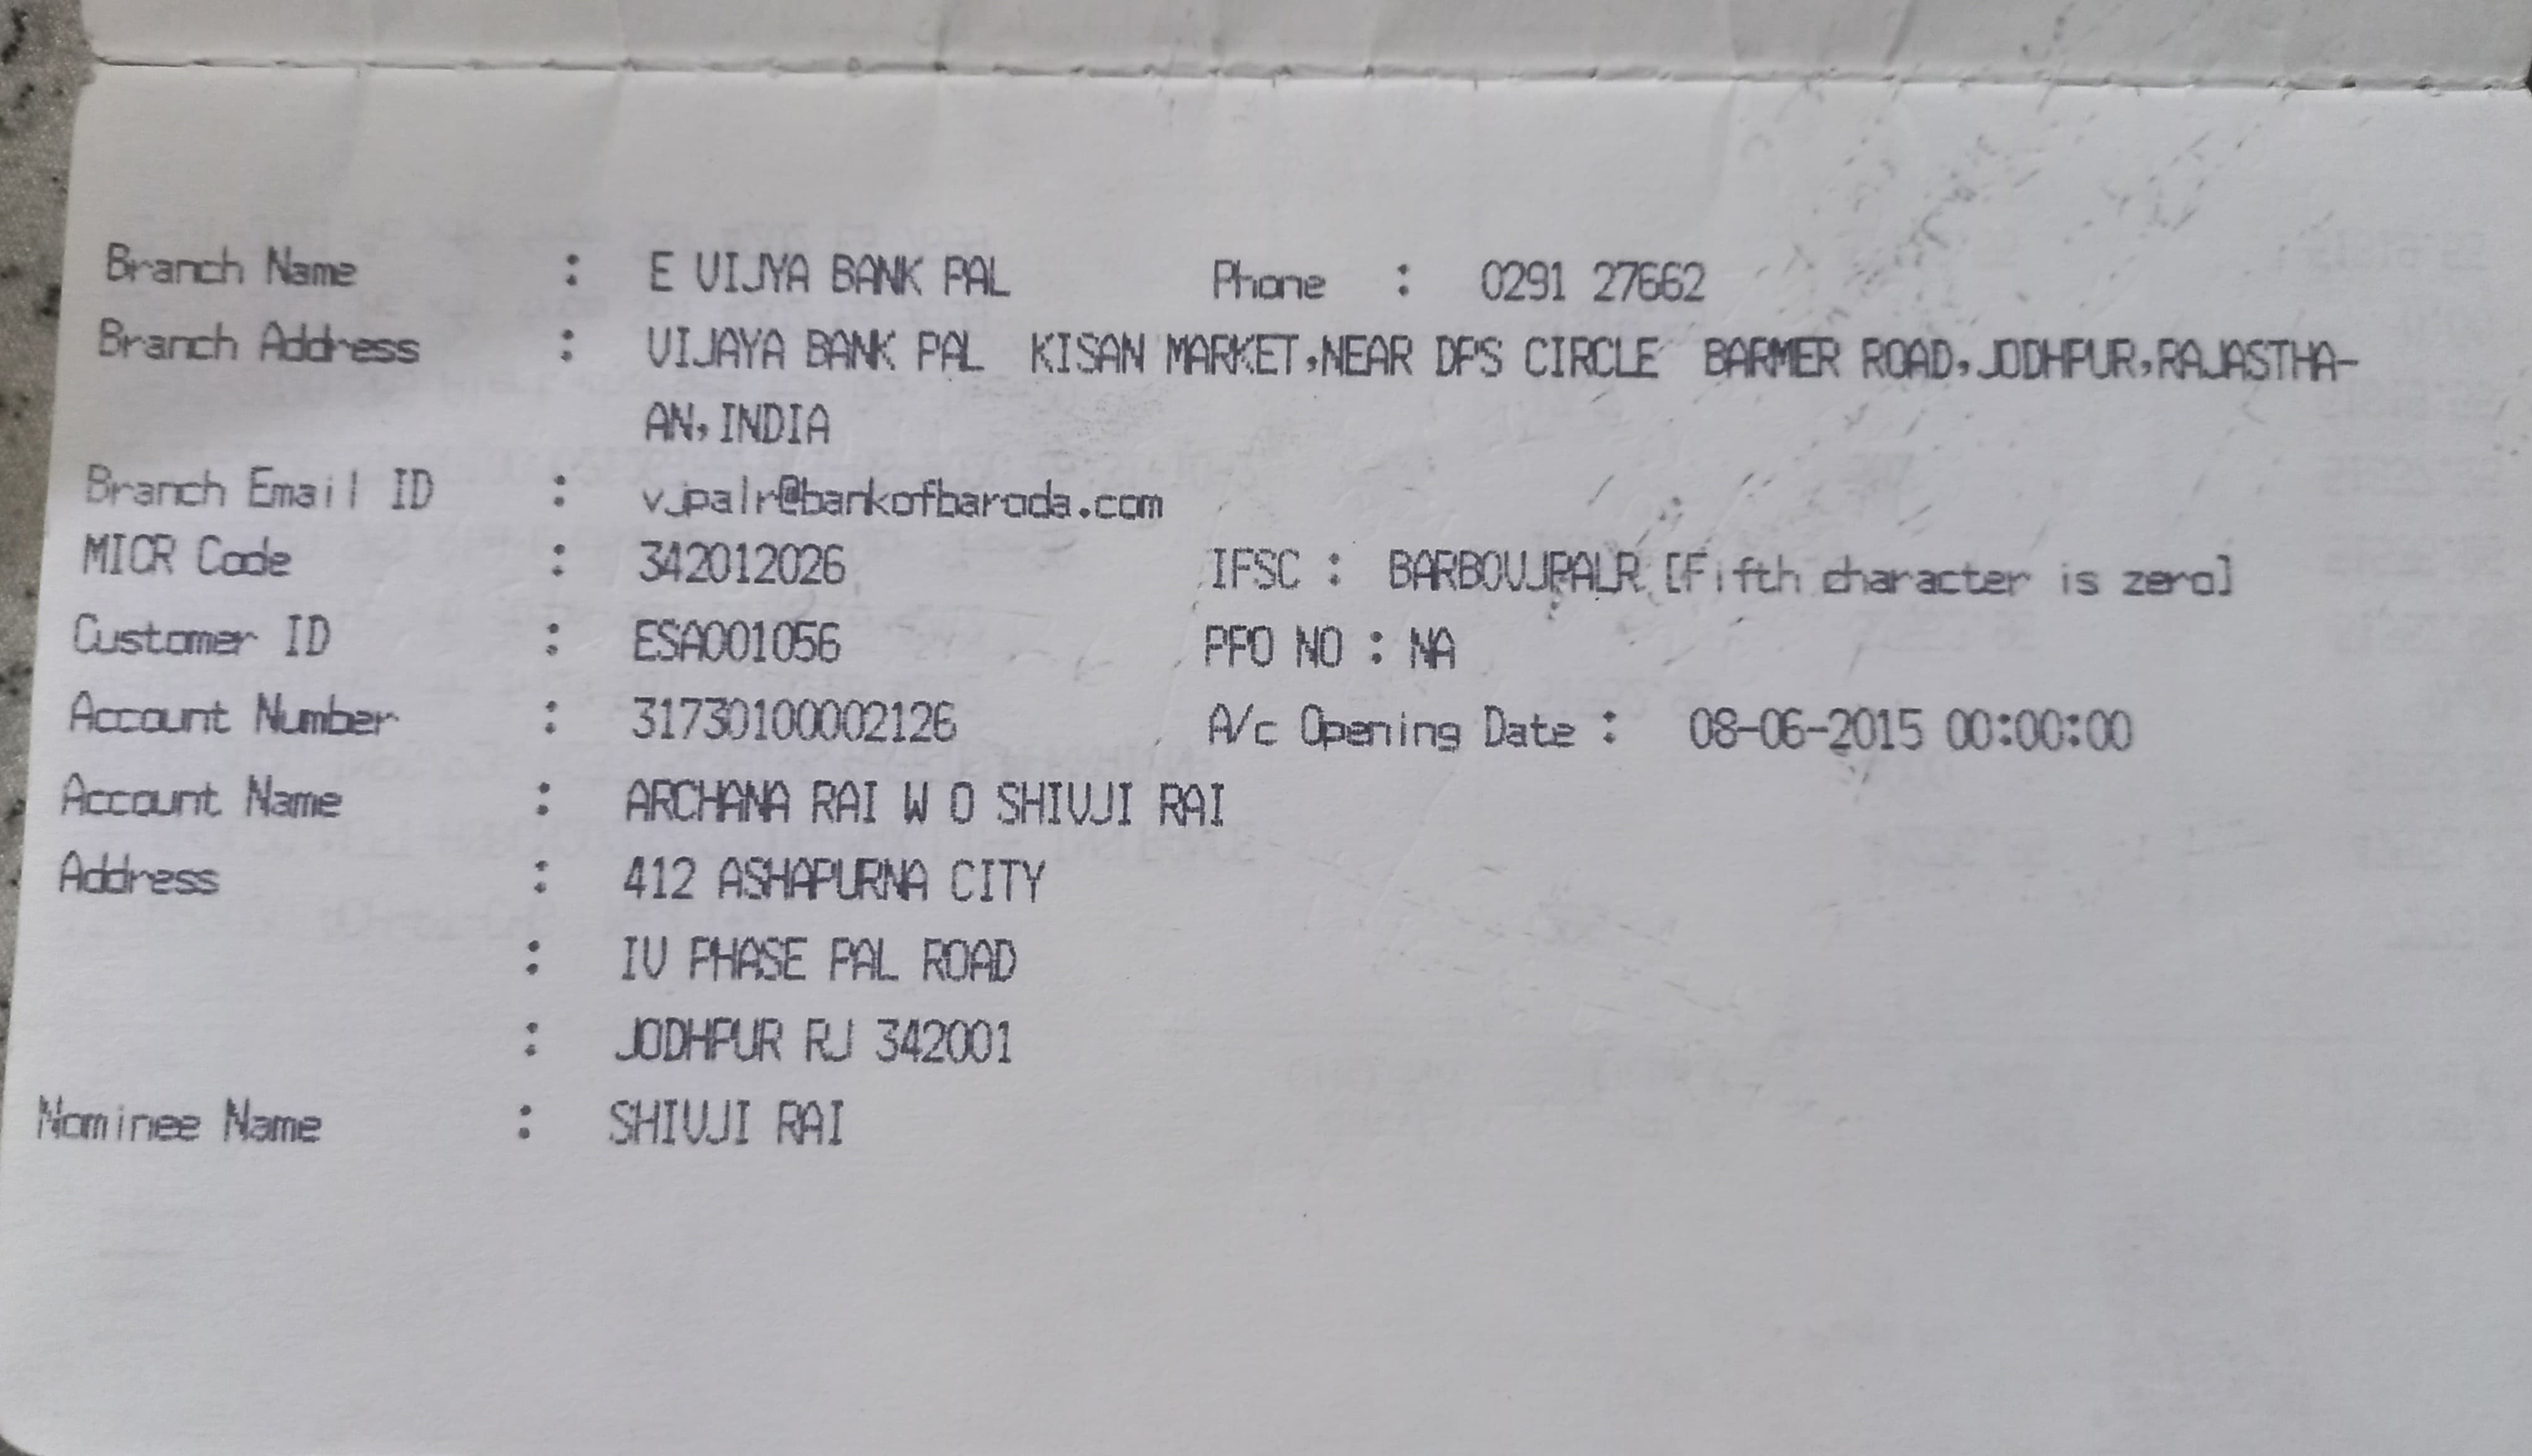 Branch Name : E VIJYA BANK PAL Phone : 0291 27662
Branch Address : VIJAYA BANK PAL KISAN MARKET,NEAR DPS CIRCLE BARMER ROAD,JODHPUR,RAJASTHA-
AN,INDIA
Branch Email ID : vjpalr@bankofbaroda.com
MICR Code : 342012026 IFSC : BARB0VJPALR [Fifth character is zero]
Customer ID : ESA001056 PPO NO : NA
Account Number : 31730100002126 A/c Opening Date : 08-06-2015 00:00:00
Account Name : ARCHANA RAI W O SHIVJI RAI
Address : 412 ASHAPURNA CITY
: IV PHASE PAL ROAD
: JODHPUR RJ 342001
Nominee Name : SHIVJI RAI